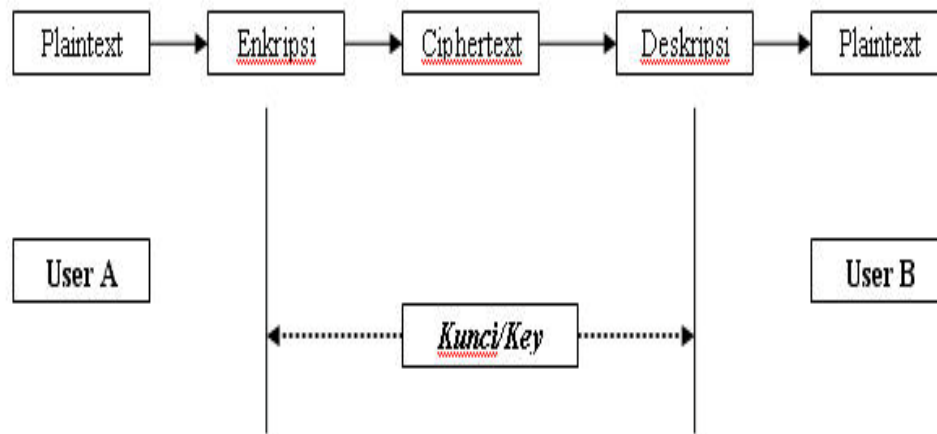 Plaintext
Enkripsi
Ciphertext
Deskripsi
Plaintext
User A
User B
Kunci/Key